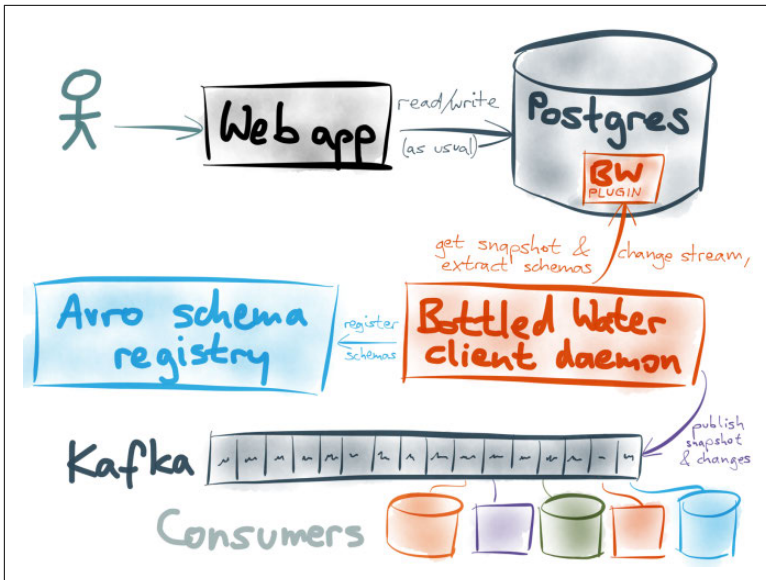 Web app
read/write
(as usual)
Postgres
BW
PLUGIN
get snapshot &
extract schemas
change stream,
Avro schema
registry
register
schemas
Bottled Water
client daemon
publish
snapshot
& changes
Kafka
Consumers